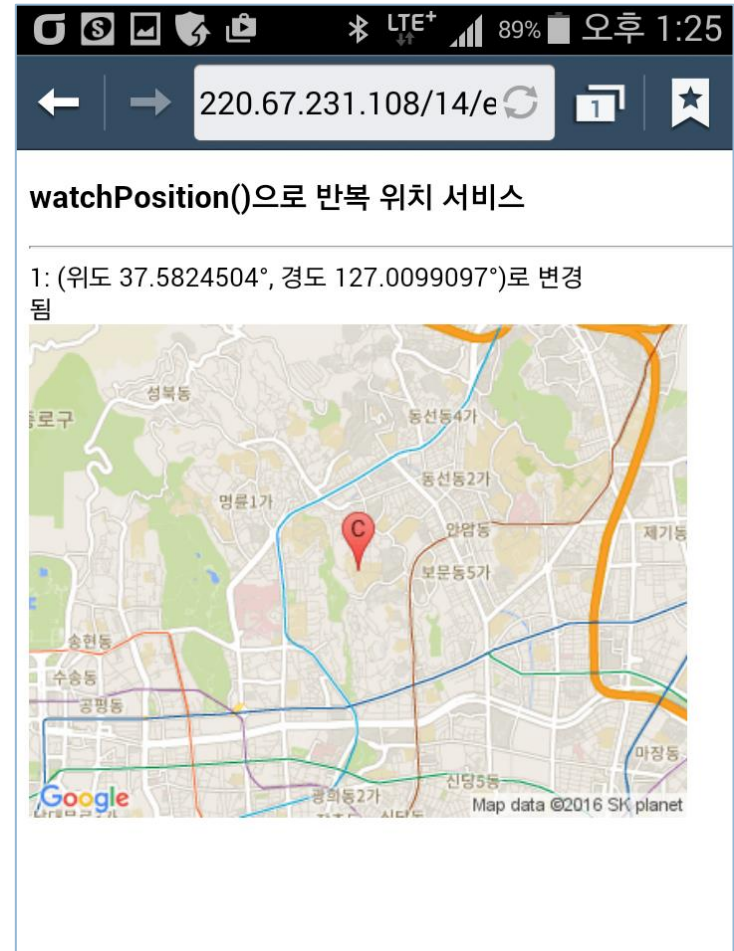 LTE+ 89% 오후 1:25
220.67.231.108/14/e
1
watchPosition()으로 반복 위치 서비스
1: (위도 37.5824504°, 경도 127.0099097°)로 변경
됨
성북동
종로구
동선동4가
동선동2가
명륜1가
C
안암동
제기동
보문동5가
송현동
수송동
공평동
마장동
신당5동
광희동2가
Google
Map data ©2016 SK planet